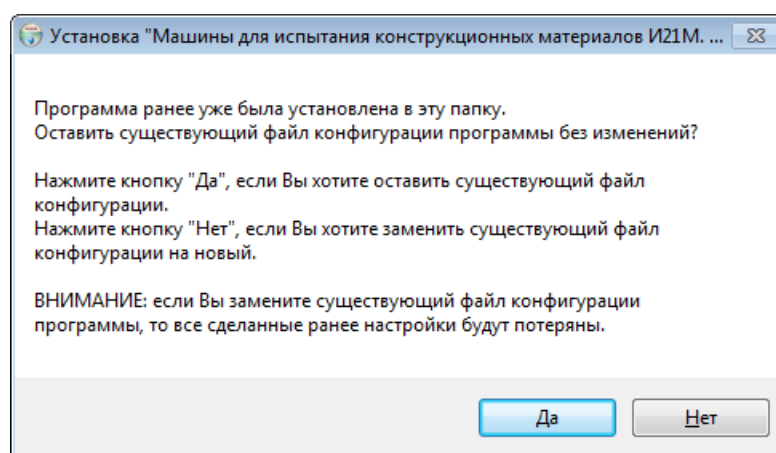 Установка "Машины для испытания конструкционных материалов И21М. ...
Программа ранее уже была установлена в эту папку.
Оставить существующий файл конфигурации программы без изменений?
Нажмите кнопку "Да", если Вы хотите оставить существующий файл
конфигурации.
Нажмите кнопку "Нет", если Вы хотите заменить существующий файл
конфигурации на новый.
ВНИМАНИЕ: если Вы замените существующий файл конфигурации
программы, то все сделанные ранее настройки будут потеряны.
Да
Нет